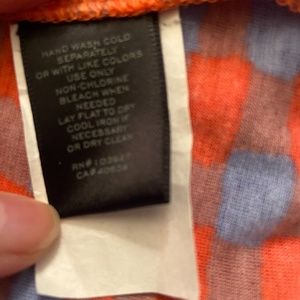 HAND WASH COLD
SEPARATELY
OR WITH LIKE COLORS
USE ONLY
NON-CHLORINE
BLEACH WHEN
NEEDED
LAY FLAT TO DRY
COOL IRON IF
NECESSARY
OR DRY CLEAN